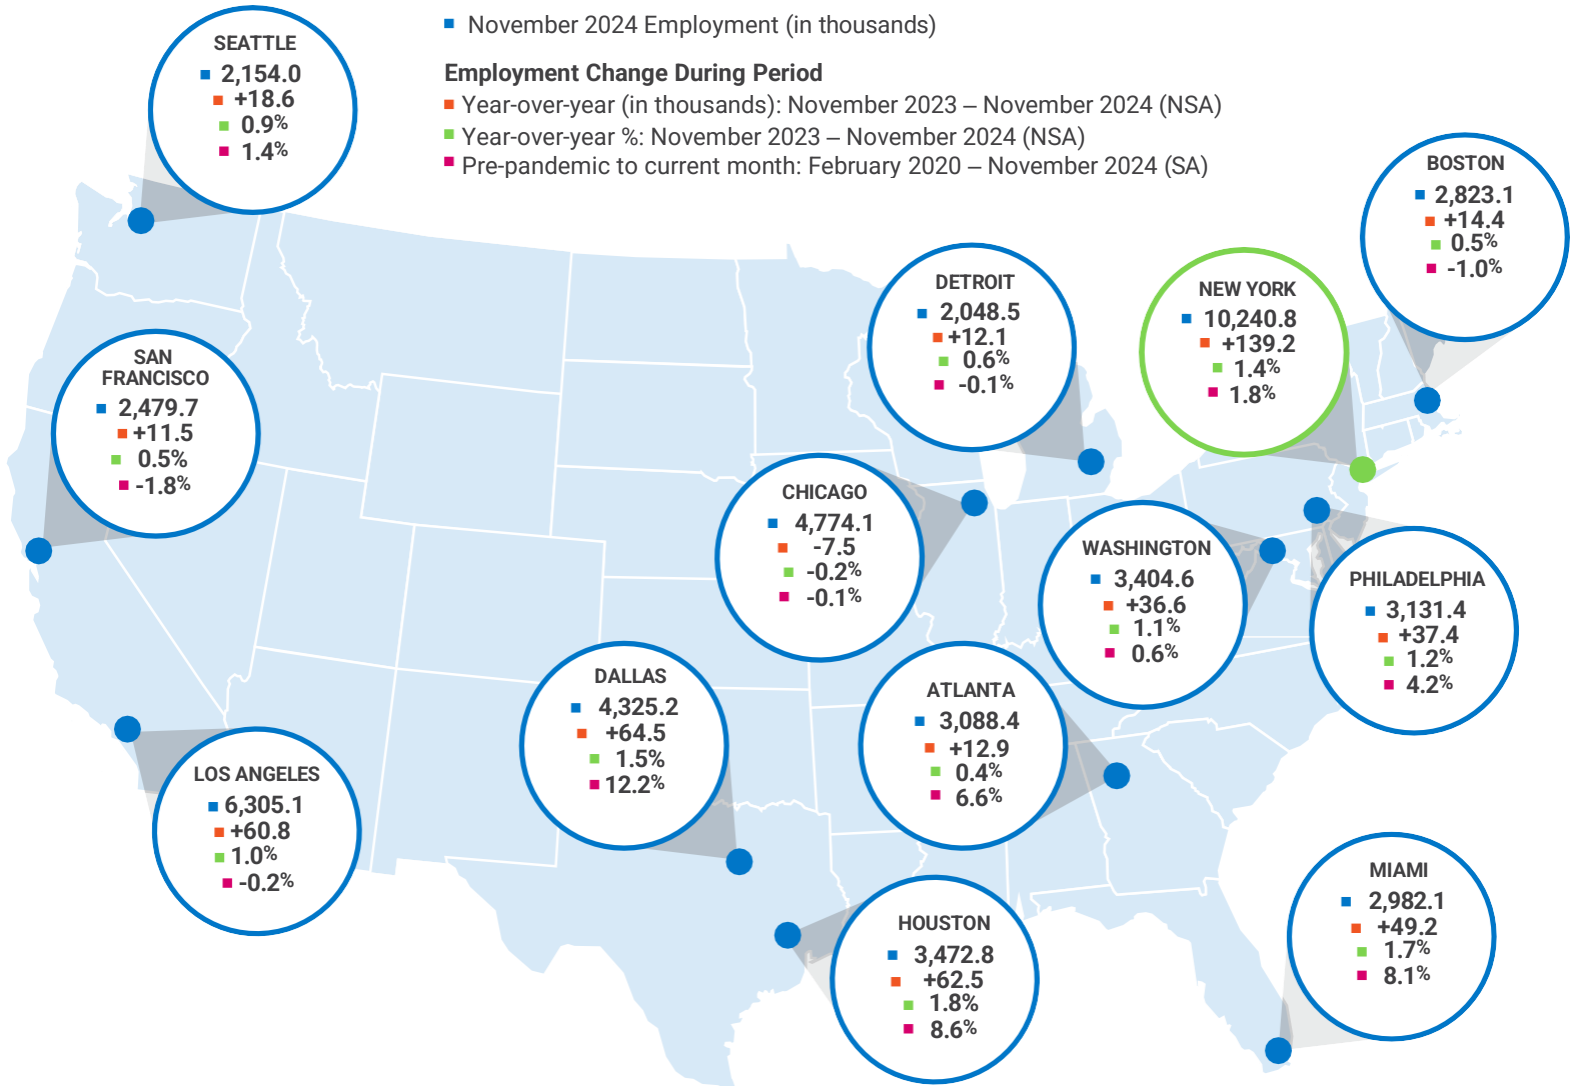 November 2024 Employment (in thousands)
Employment Change During Period
Year-over-year (in thousands): November 2023 – November 2024 (NSA)
Year-over-year %: November 2023 – November 2024 (NSA)
Pre-pandemic to current month: February 2020 – November 2024 (SA)
SEATTLE
2,154.0
+18.6
0.9%
1.4%
BOSTON
2,823.1
+14.4
0.5%
-1.0%
DETROIT
2,048.5
+12.1
0.6%
-0.1%
NEW YORK
10,240.8
+139.2
1.4%
1.8%
SAN
FRANCISCO
2,479.7
+11.5
0.5%
-1.8%
CHICAGO
4,774.1
-7.5
-0.2%
-0.1%
WASHINGTON
3,404.6
+36.6
1.1%
0.6%
PHILADELPHIA
3,131.4
+37.4
1.2%
4.2%
DALLAS
4,325.2
+64.5
1.5%
12.2%
ATLANTA
3,088.4
+12.9
0.4%
6.6%
LOS ANGELES
6,305.1
+60.8
1.0%
-0.2%
HOUSTON
3,472.8
+62.5
1.8%
8.6%
MIAMI
2,982.1
+49.2
1.7%
8.1%